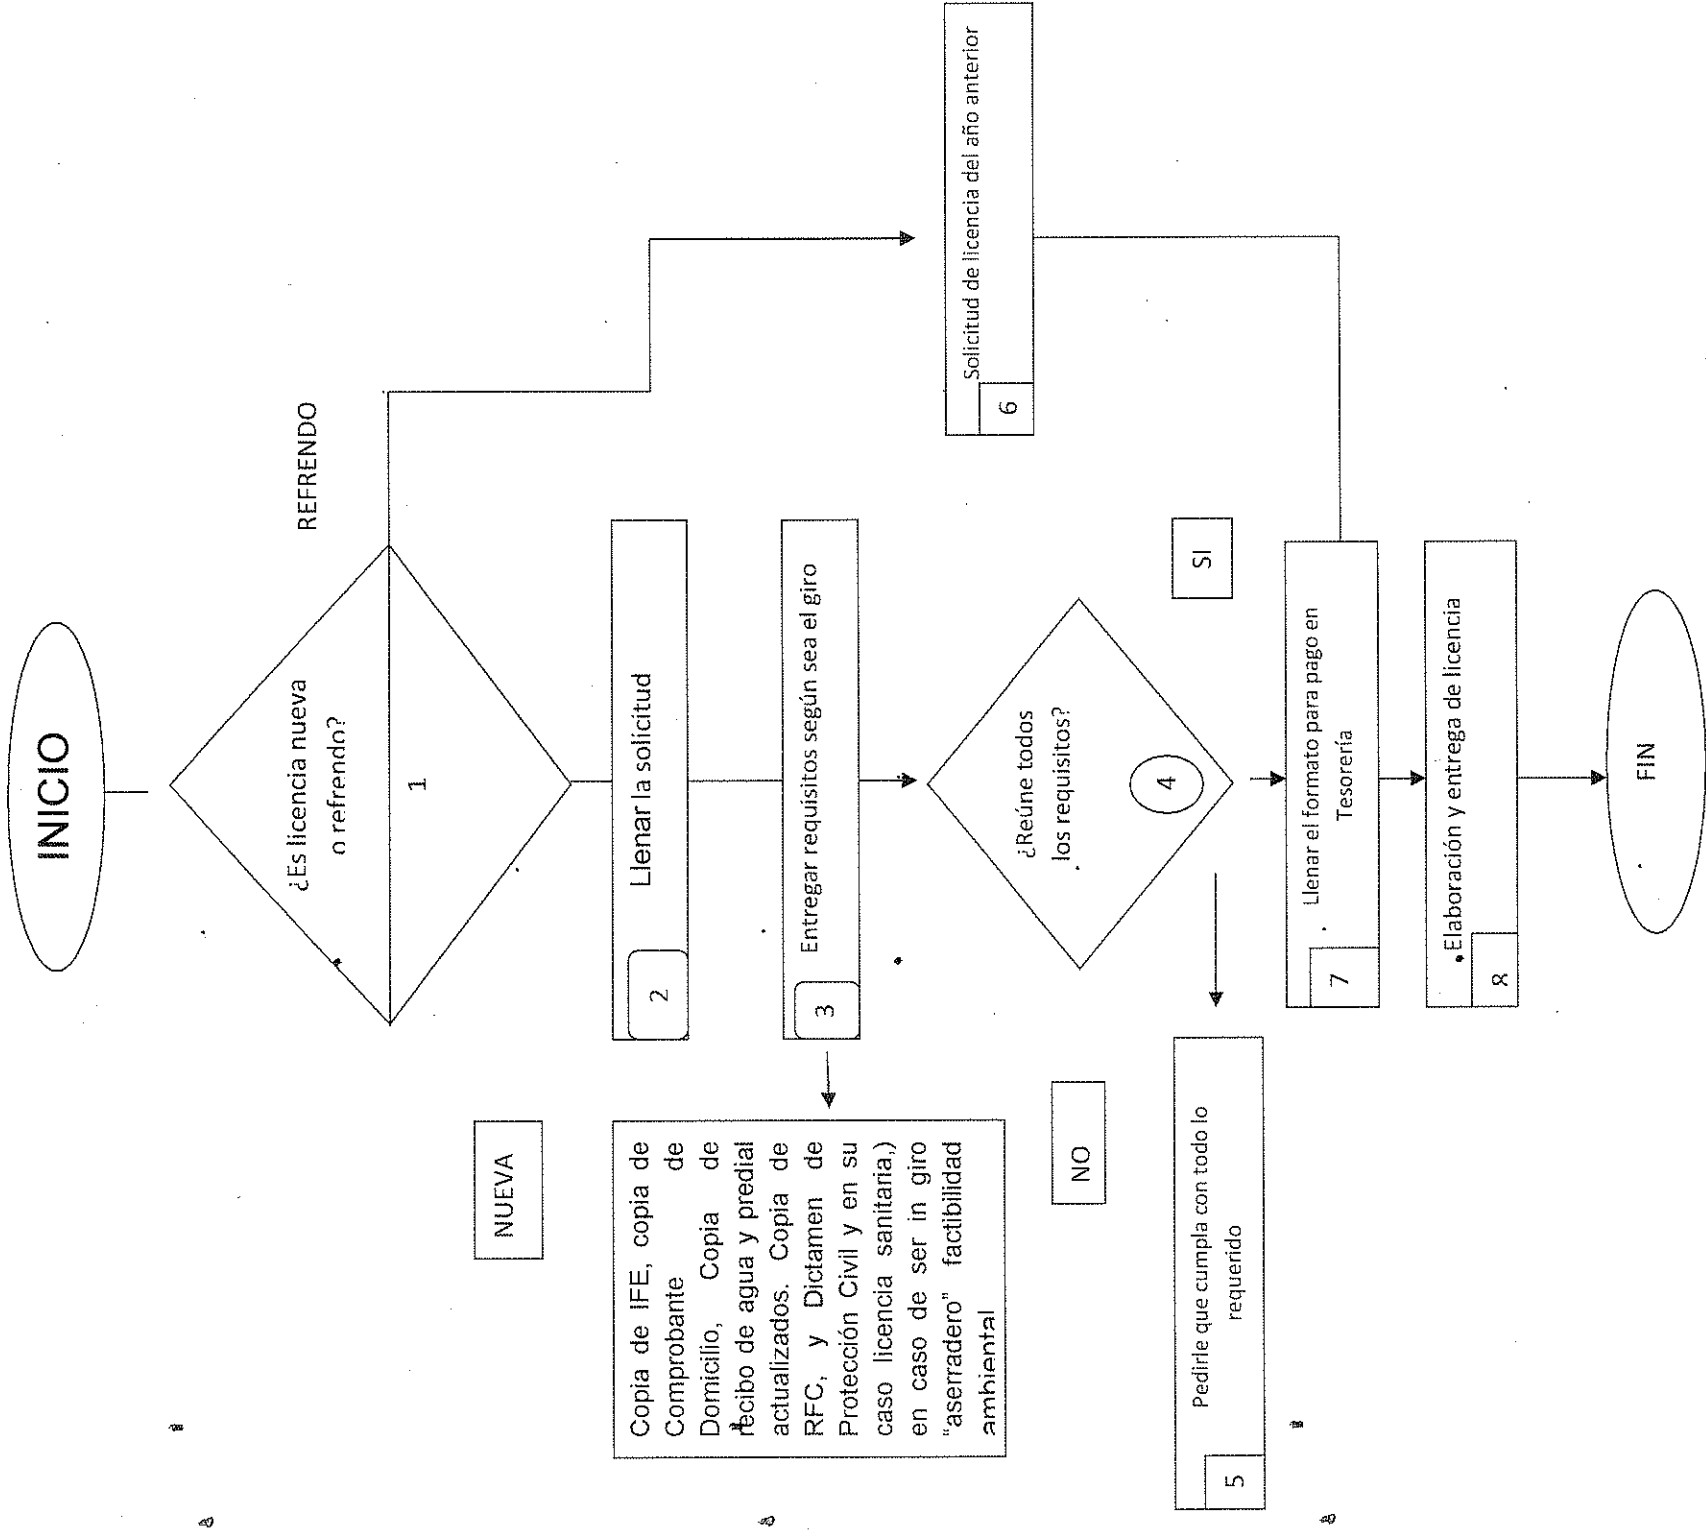 INICIO
¿Es licencia nueva
o refrendo?
1
REFRENDO
NUEVA
2
Llenar la solicitud
3
Entregar requisitos según sea el giro
Copia de IFE, copia de
Comprobante de
Domicilio, Copia de
recibo de agua y predial
actualizados. Copia de
RFC, y Dictamen de
Protección Civil y en su
caso licencia sanitaria,)
en caso de ser in giro
“aserradero” factibilidad
ambiental
6
Solicitud de licencia del año anterior
¿Reúne todos
los requisitos?
4
NO
SI
5
Pedirle que cumpla con todo lo
requerido
7
Llenar el formato para pago en
Tesorería
8
Elaboración y entrega de licencia
FIN